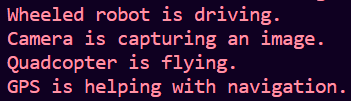 Wheeled robot is driving.
Camera is capturing an image.
Quadcopter is flying.
GPS is helping with navigation.